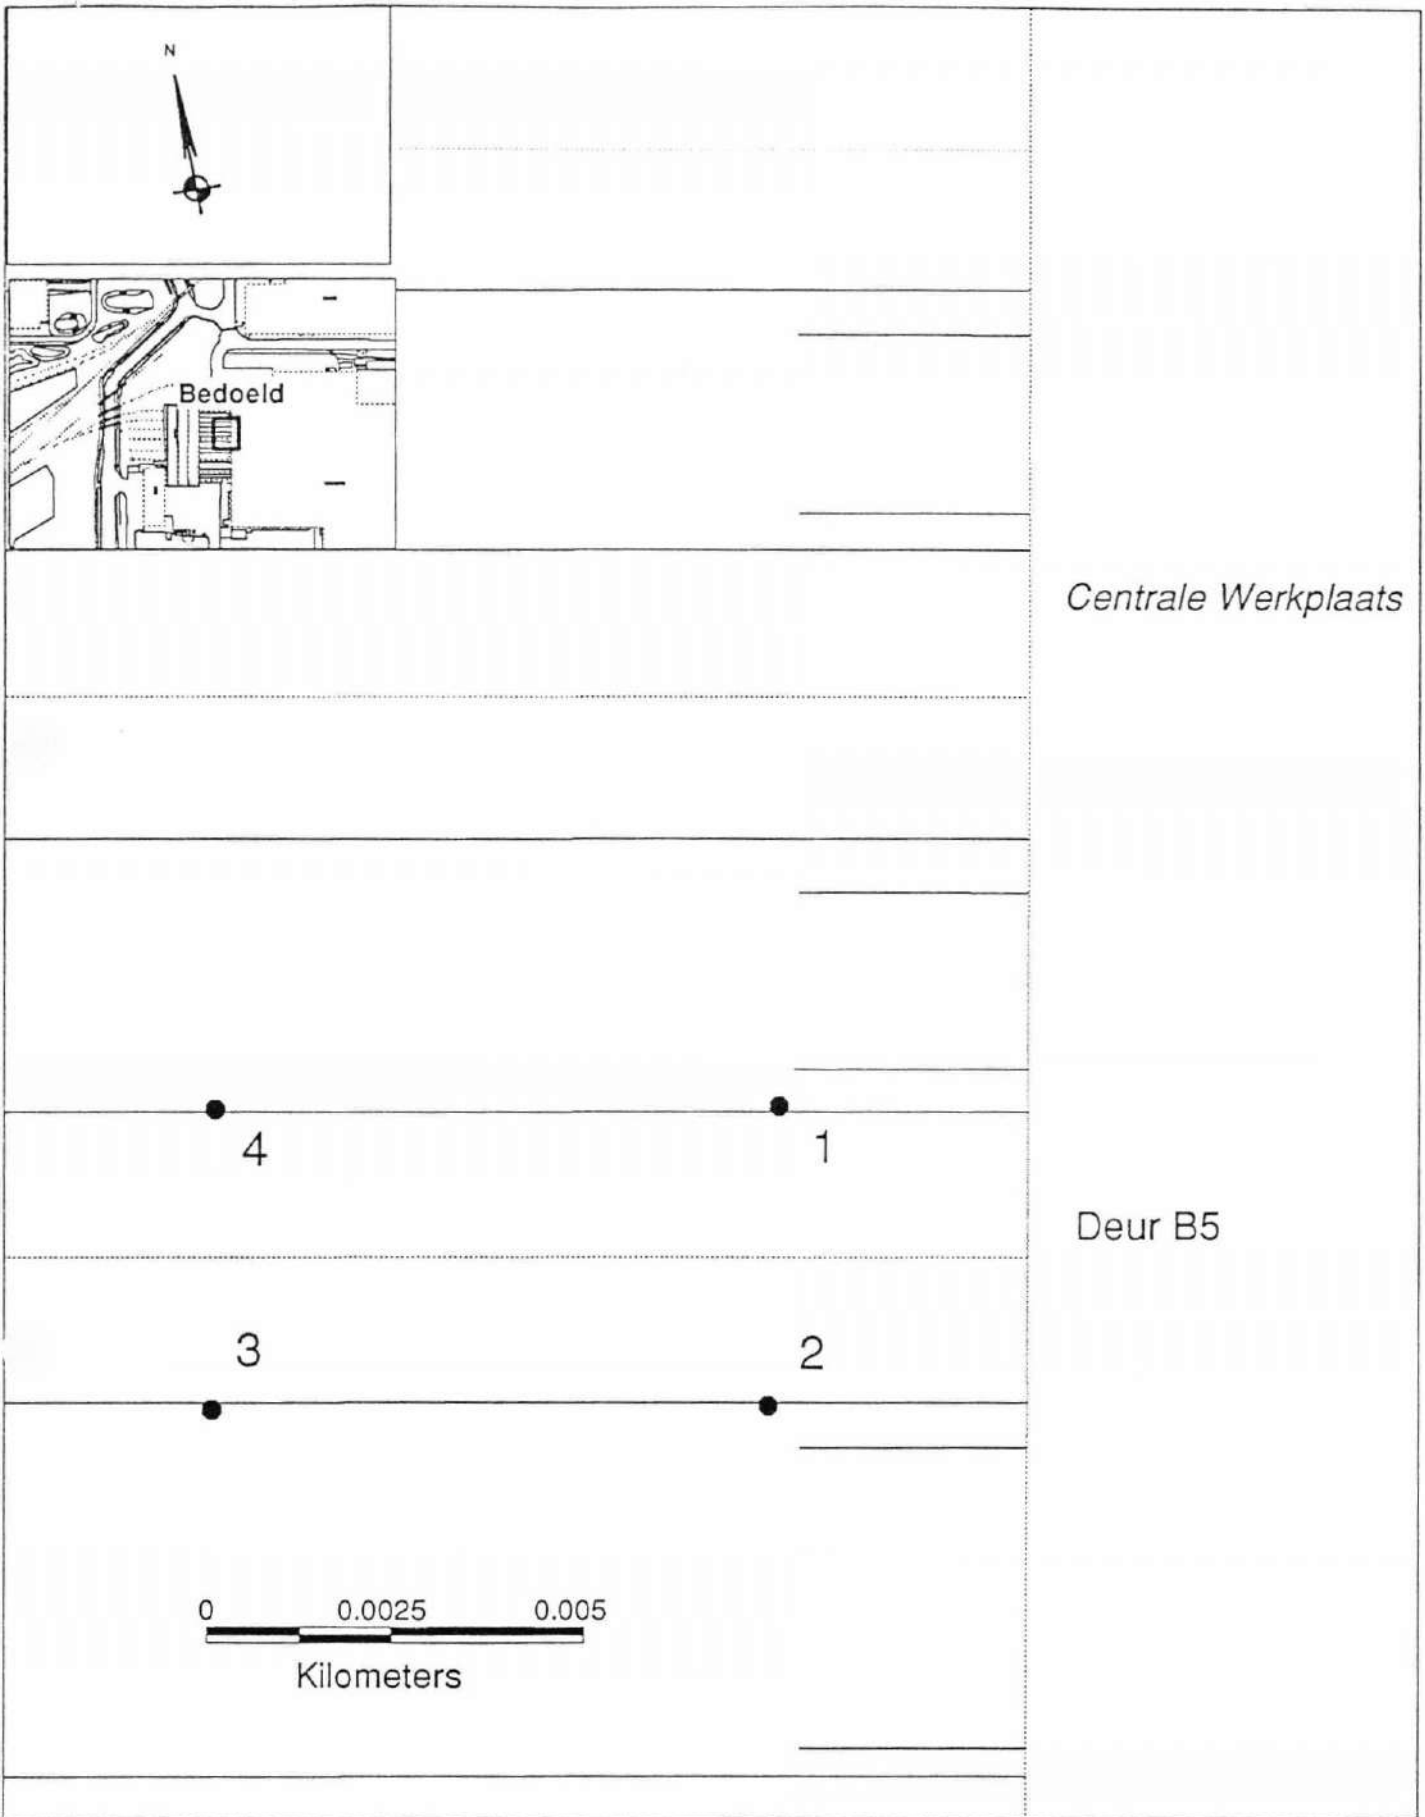 N
Bedoeld
Centrale Werkplaats
4
1
Deur B5
3
2
0 0.0025 0.005
Kilometers